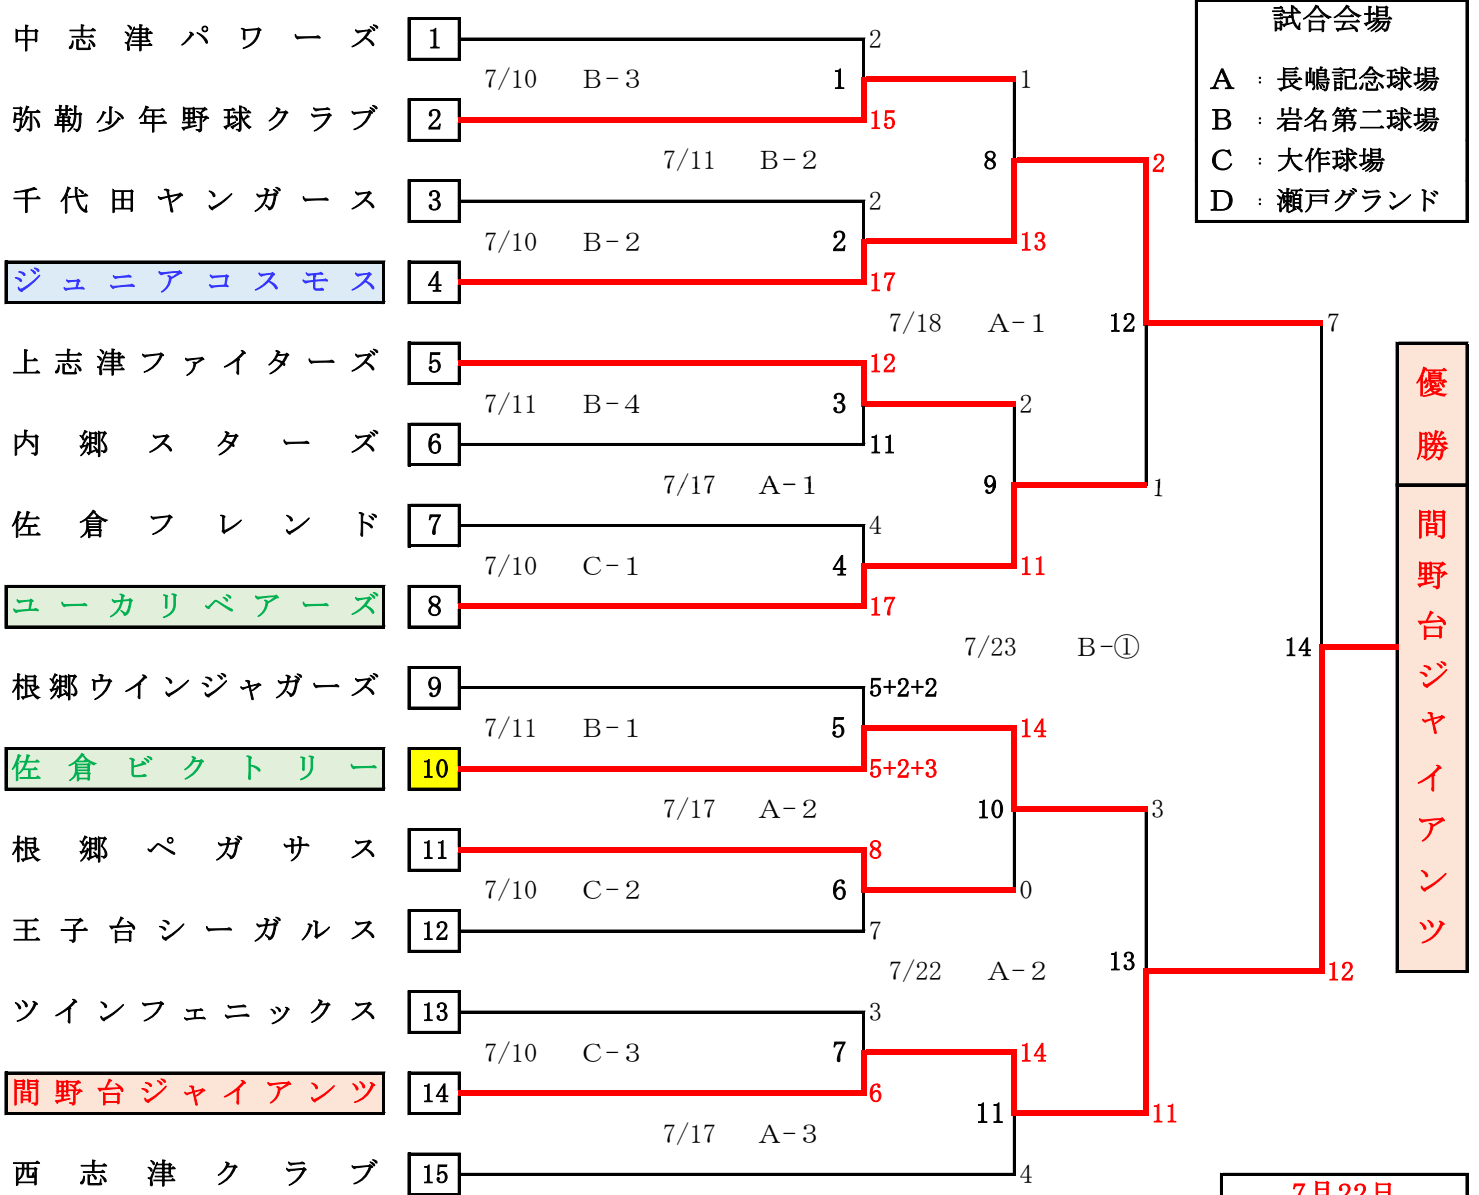 試合会場
A : 長嶋記念球場
B : 岩名第二球場
C : 大作球場
D : 瀬戸グランド
中志津パワーズ 1 2
7/10 B-3 1 1
弥勒少年野球クラブ 2 15
7/11 B-2 8 2
千代田ヤンガース 3 2
7/10 B-2 2 13
ジュニアコスモス 4 17
7/18 A-1 12 7
上志津ファイターズ 5 12
7/11 B-4 3 2
内郷スターズ 6 11
7/17 A-1 9 1
佐倉フレンド 7 4
7/10 C-1 4 11
ユーカリベアーズ 8 17
7/23 B-① 14
根郷ウインジャガーズ 9 5+2+2
7/11 B-1 5 14
佐倉ビクトリー 10 5+2+3
7/17 A-2 10 3
根郷ペガサス 11 8
7/10 C-2 6 0
王子台シーガルス 12 7
7/22 A-2 13 12
ツインフェニックス 13 3
7/10 C-3 7 14
間野台ジャイアンツ 14 6
7/17 A-3 11 11
西志津クラブ 15 4
優勝
間野台ジャイアンツ
7月22日